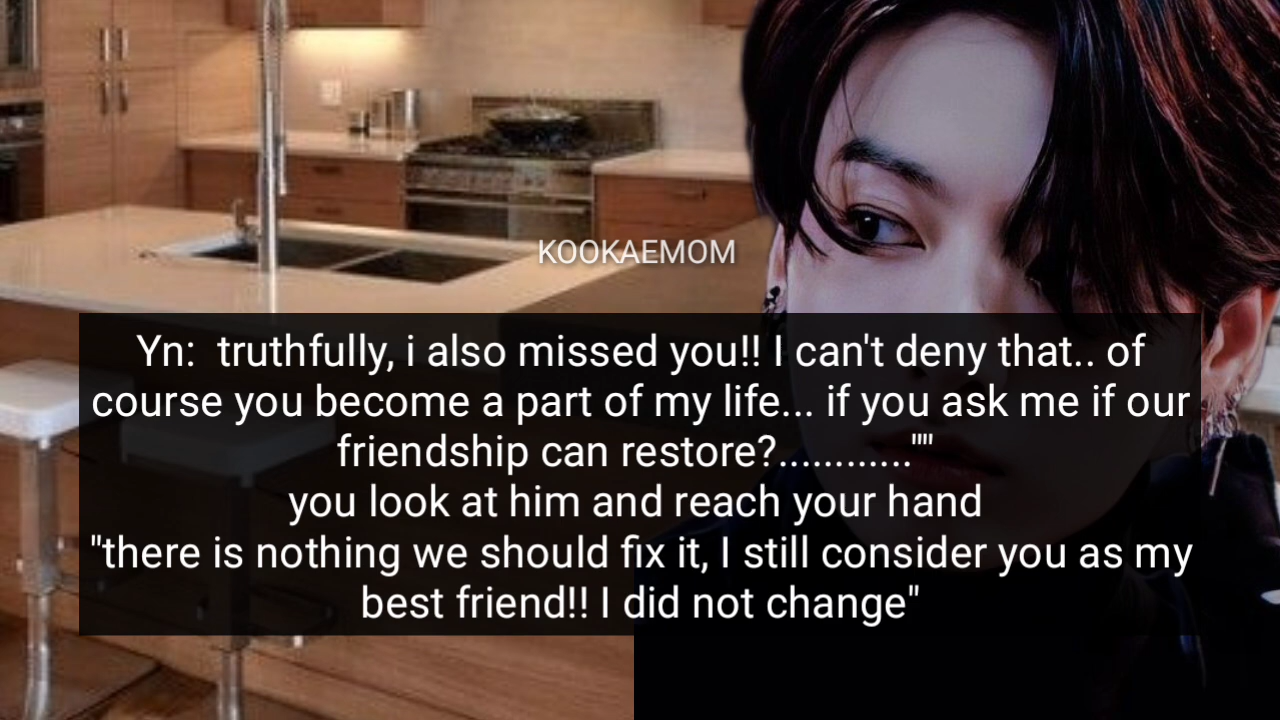 KOOKAEMOM
Yn:  truthfully, i also missed you!! I can't deny that.. of
course you become a part of my life... if you ask me if our
friendship can restore?............""
you look at him and reach your hand
"there is nothing we should fix it, I still consider you as my
best friend!! I did not change"